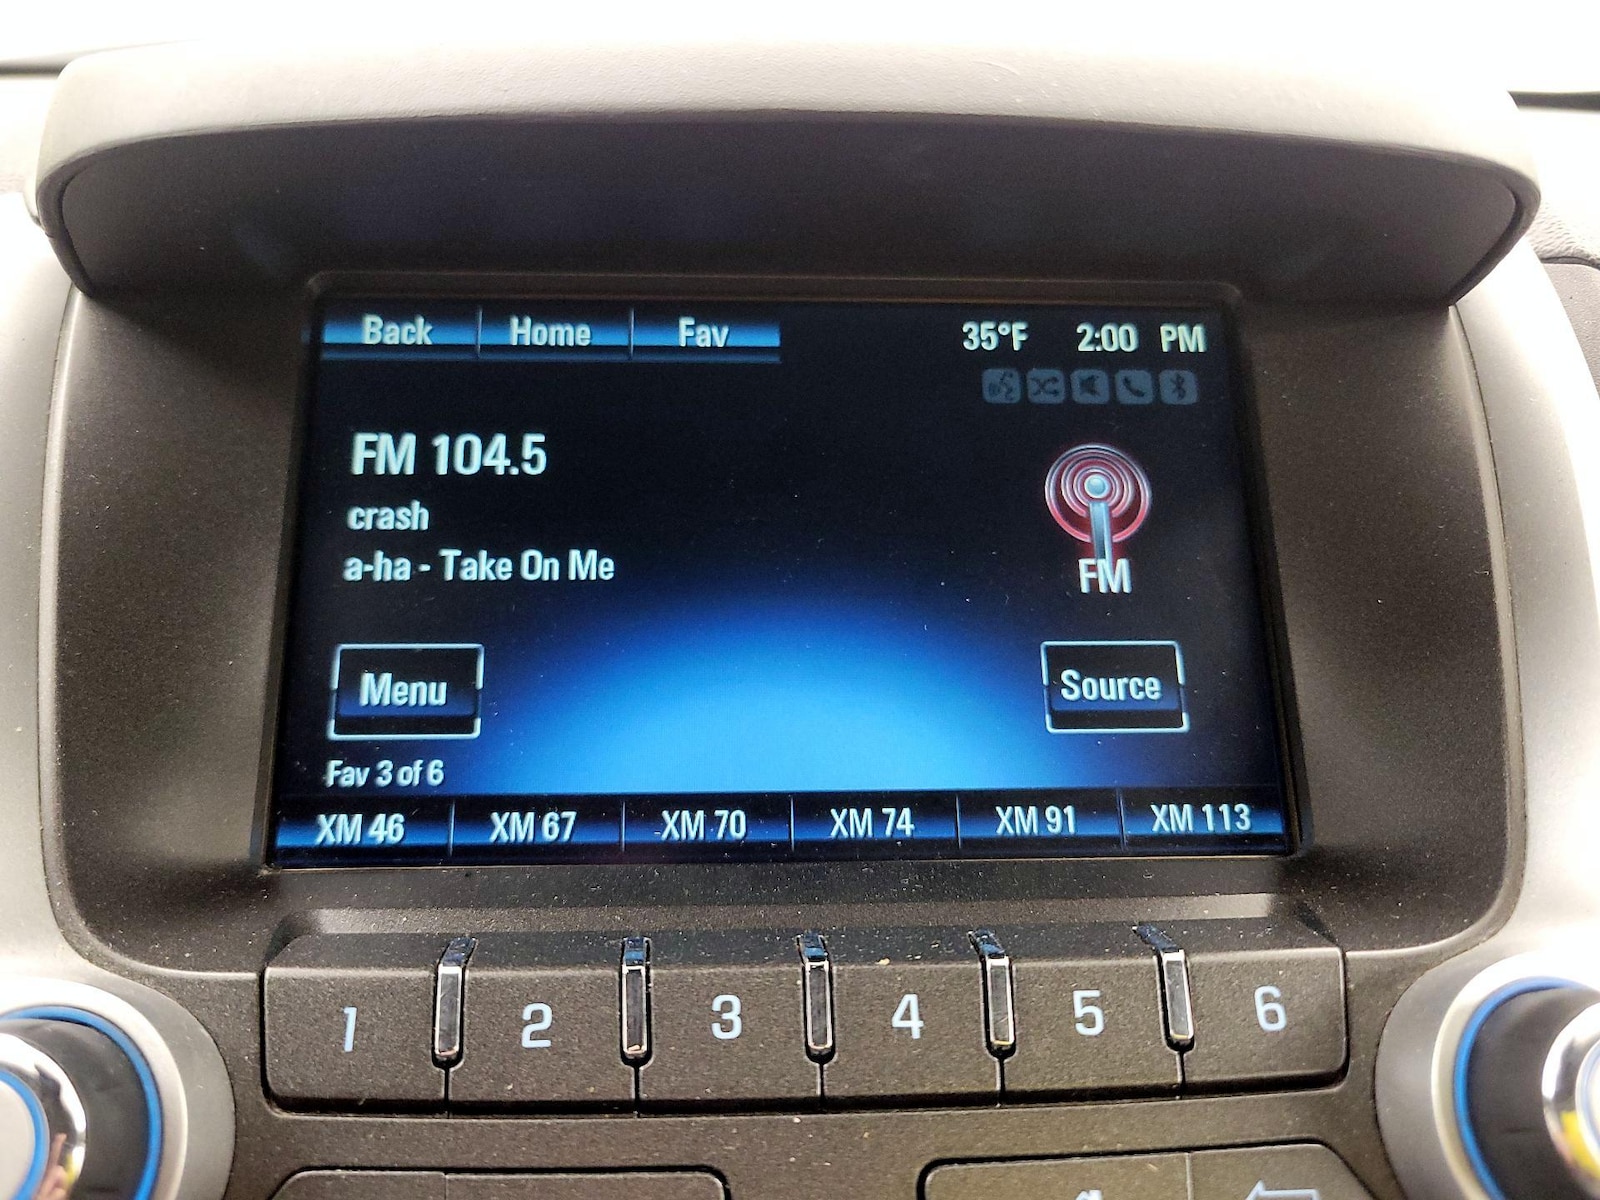 Back Home Fav 35°F 2:00 PM
FM 104.5
crash
a-ha - Take On Me
FM
Menu Source
Fav 3 of 6
XM 46 XM 67 XM 70 XM 74 XM 91 XM 113
1 2 3 4 5 6